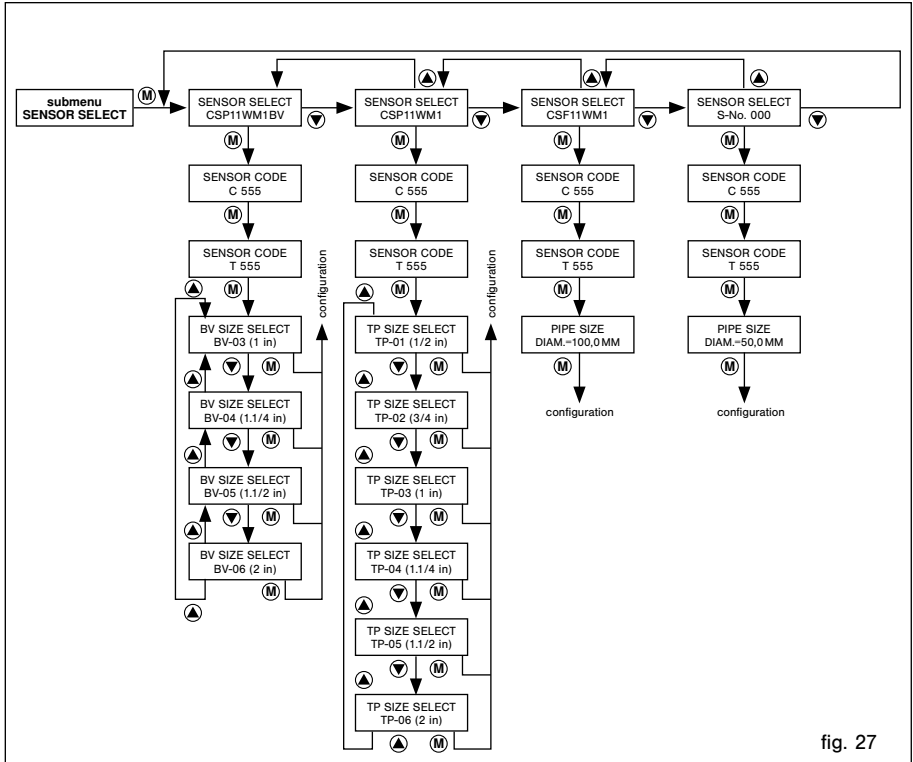 submenu
SENSOR SELECT
M
SENSOR SELECT
CSP11WM1BV
SENSOR SELECT
CSP11WM1
SENSOR SELECT
CSF11WM1
SENSOR SELECT
S-No. 000
M
M
M
M
SENSOR CODE
C 555
SENSOR CODE
C 555
SENSOR CODE
C 555
SENSOR CODE
C 555
M
M
M
M
SENSOR CODE
T 555
SENSOR CODE
T 555
SENSOR CODE
T 555
SENSOR CODE
T 555
M
M
M
M
configuration
configuration
BV SIZE SELECT
BV-03 (1 in)
TP SIZE SELECT
TP-01 (1/2 in)
PIPE SIZE
DIAM.=100,0 MM
PIPE SIZE
DIAM.=50,0 MM
M
M
M
M
BV SIZE SELECT
BV-04 (1.1/4 in)
TP SIZE SELECT
TP-02 (3/4 in)
configuration
configuration
M
M
BV SIZE SELECT
BV-05 (1.1/2 in)
TP SIZE SELECT
TP-03 (1 in)
M
M
BV SIZE SELECT
BV-06 (2 in)
TP SIZE SELECT
TP-04 (1.1/4 in)
M
M
TP SIZE SELECT
TP-05 (1.1/2 in)
M
TP SIZE SELECT
TP-06 (2 in)
M
fig. 27